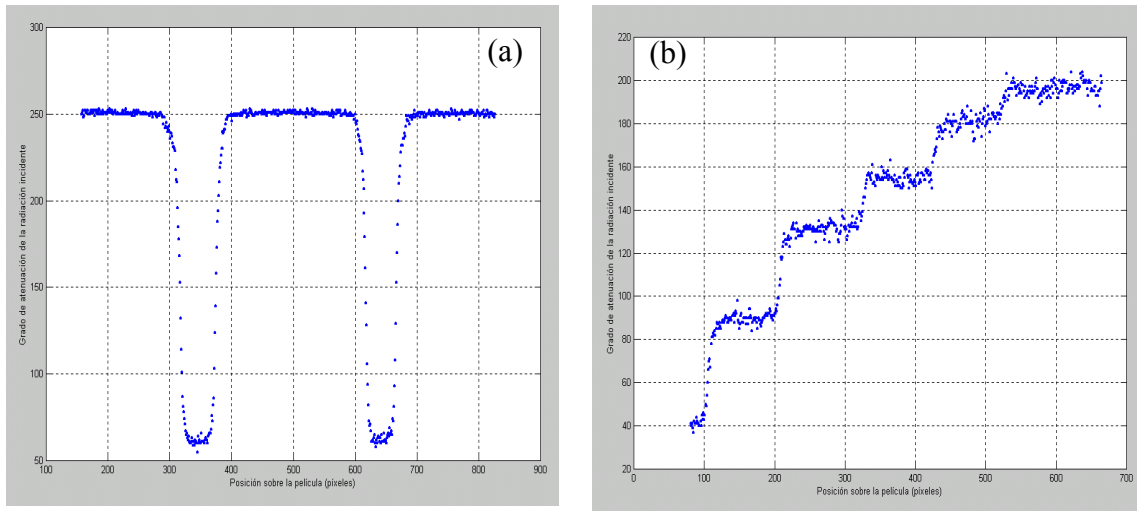 (a)
300
250
200
150
100
50
100 200 300 400 500 600 700 800 900
Grado de atenuación de la radiación incidente
Posición sobre la película (píxeles)
(b)
220
200
180
160
140
120
100
80
60
40
20
0 100 200 300 400 500 600 700
Grado de atenuación de la radiación incidente
Posición sobre la película (píxeles)